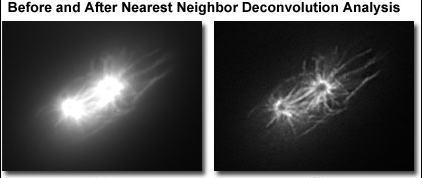 Before and After Nearest Neighbor Deconvolution Analysis